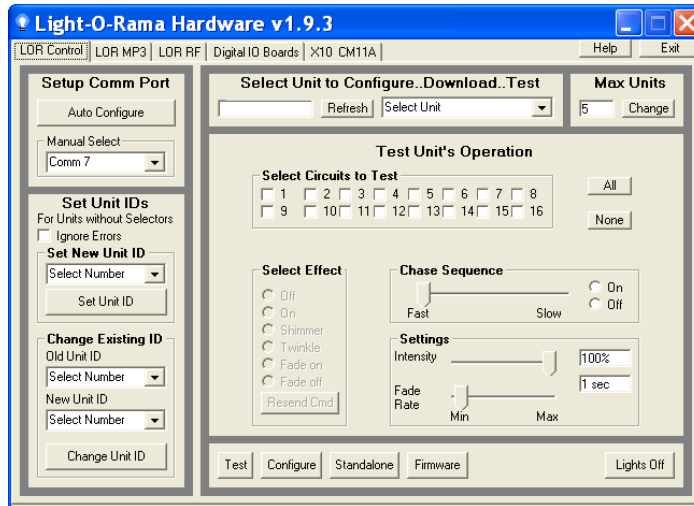 Light-O-Rama Hardware v1.9.3
LOR Control LOR MP3 LOR RF Digital IO Boards X10 CM11A Help Exit
Setup Comm Port
Auto Configure
Manual Select
Comm 7
Set Unit IDs
For Units without Selectors
Ignore Errors
Set New Unit ID
Select Number
Set Unit ID
Change Existing ID
Old Unit ID
Select Number
New Unit ID
Select Number
Change Unit ID
Select Unit to Configure..Download..Test
Refresh Select Unit
Max Units
5 Change
Test Unit's Operation
Select Circuits to Test
1 2 3 4 5 6 7 8
9 10 11 12 13 14 15 16
All
None
Select Effect
Off
On
Shimmer
Twinkle
Fade on
Fade off
Resend Cmd
Chase Sequence
Fast Slow
On
Off
Settings
Intensity 100%
Fade Rate 1 sec
Min Max
Test Configure Standalone Firmware Lights Off